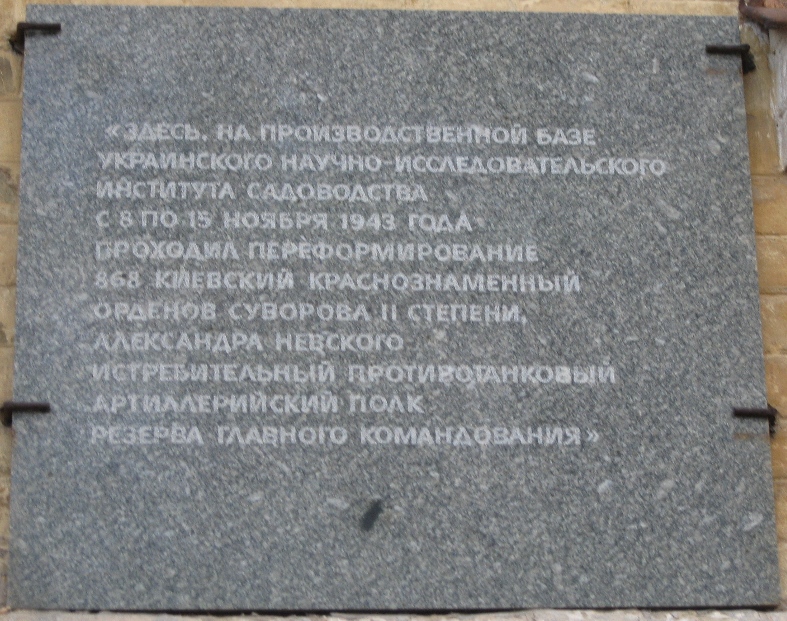 «ЗДЕСЬ, НА ПРОИЗВОДСТВЕННОЙ БАЗЕ
УКРАИНСКОГО НАУЧНО-ИССЛЕДОВАТЕЛЬСКОГО
ИНСТИТУТА САДОВОДСТВА
С 8 ПО 15 НОЯБРЯ 1943 ГОДА
ПРОХОДИЛ ПЕРЕФОРМИРОВАНИЕ
868 КИЕВСКИЙ КРАСНОЗНАМЕННЫЙ
ОРДЕНОВ СУВОРОВА II СТЕПЕНИ,
АЛЕКСАНДРА НЕВСКОГО
ИСТРЕБИТЕЛЬНЫЙ ПРОТИВОТАНКОВЫЙ
АРТИЛЛЕРИЙСКИЙ ПОЛК
РЕЗЕРВА ГЛАВНОГО КОМАНДОВАНИЯ»